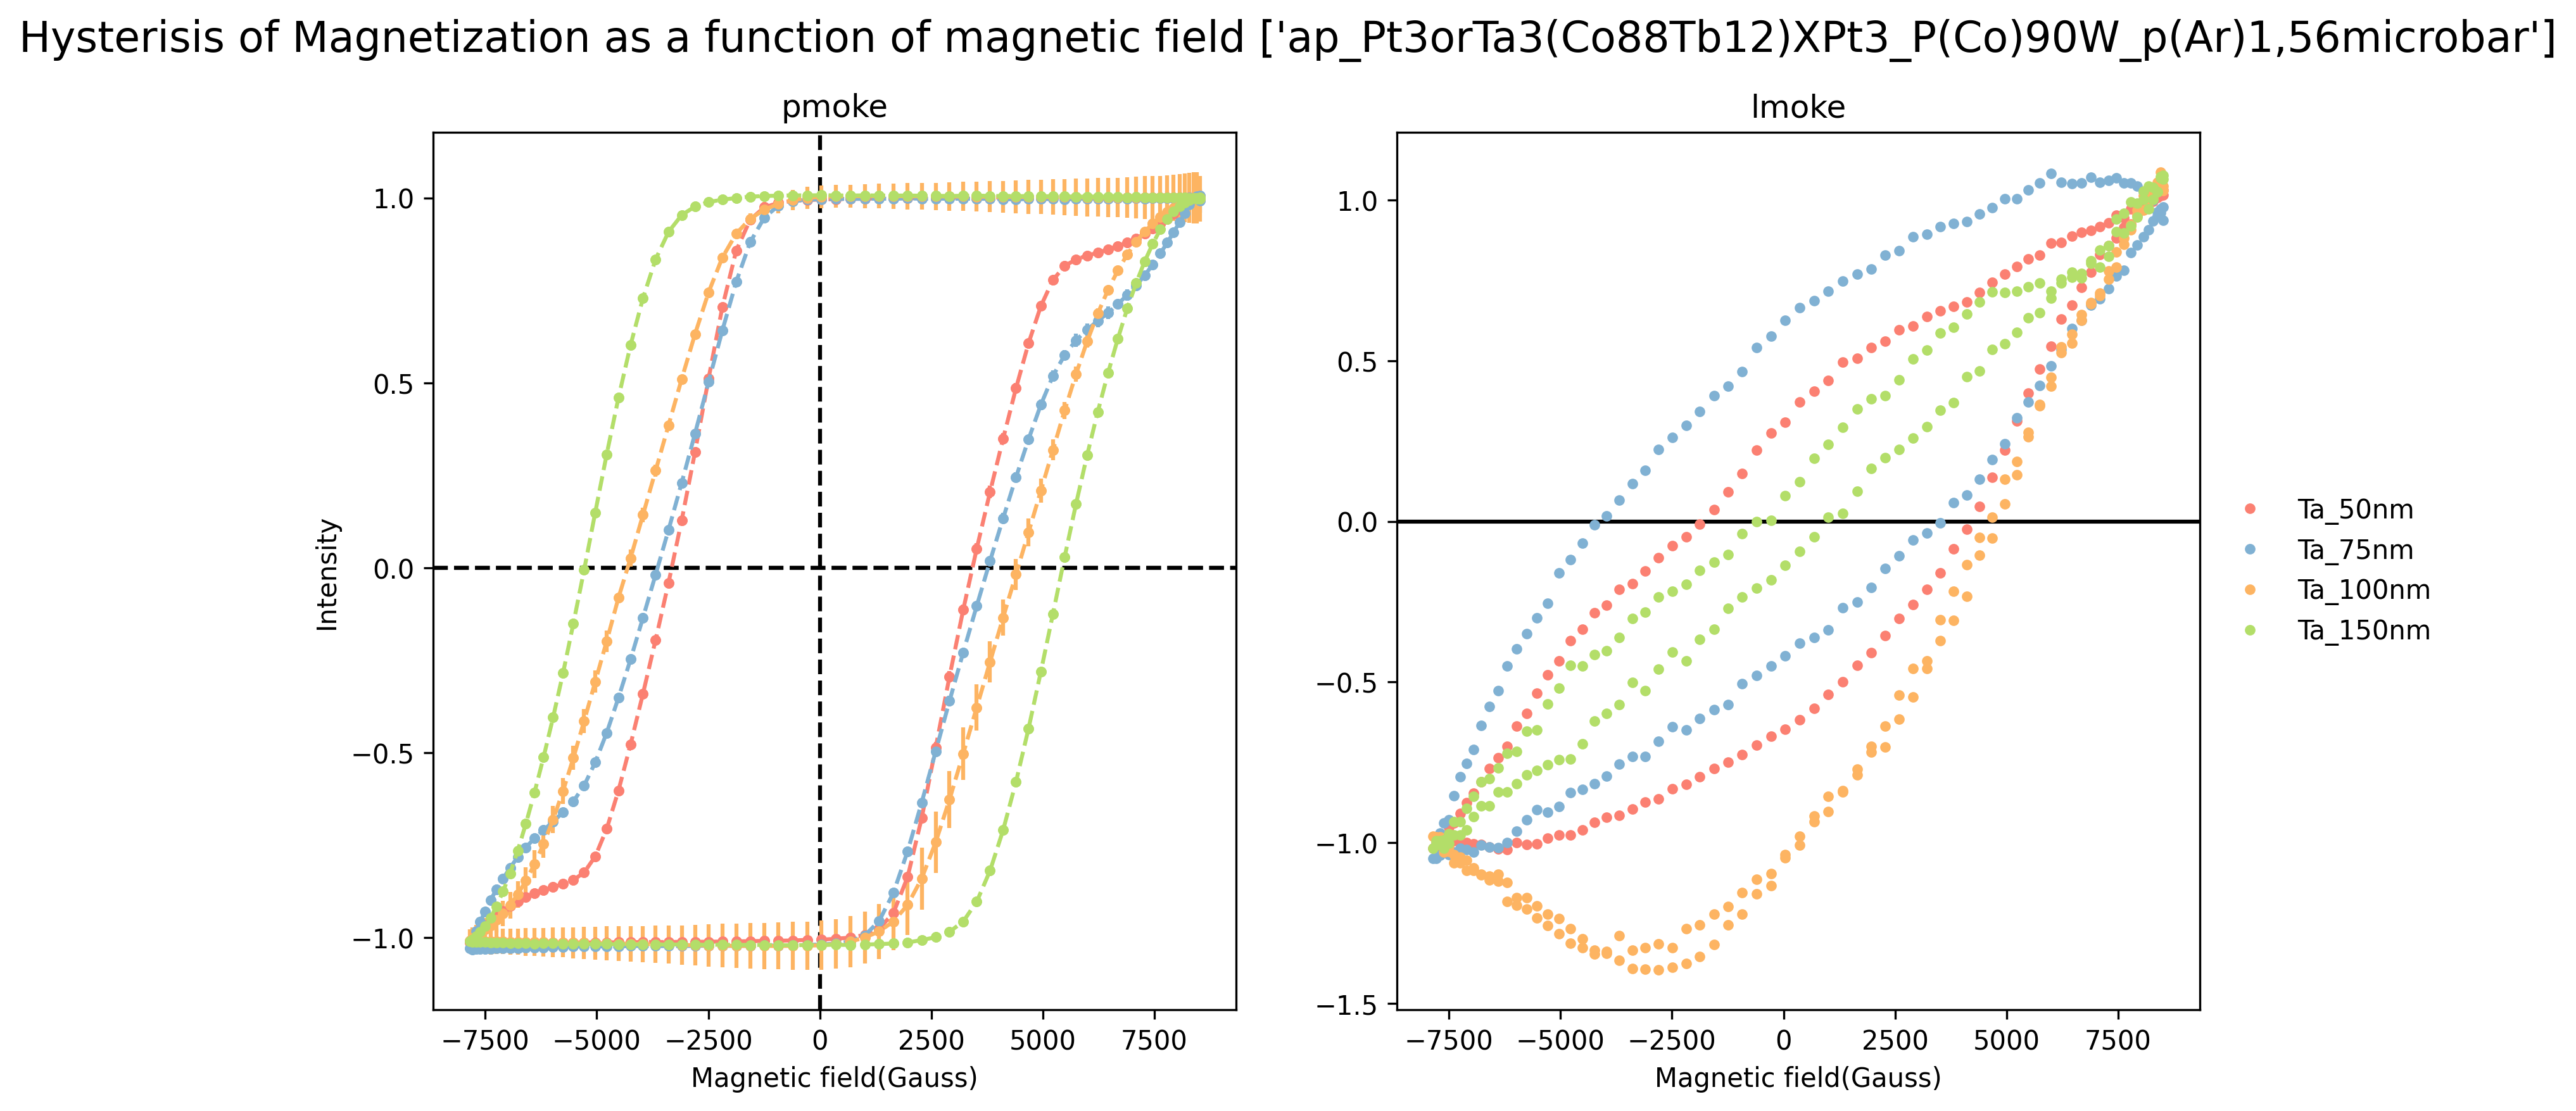 Hysterisis of Magnetization as a function of magnetic field ['ap_Pt3orTa3(Co88Tb12)XPt3_P(Co)90W_p(Ar)1,56microbar']
pmoke
1.0
0.5
0.0
−0.5
−1.0
Intensity
−7500 −5000 −2500 0 2500 5000 7500
Magnetic field(Gauss)
lmoke
1.0
0.5
0.0
−0.5
−1.0
−1.5
−7500 −5000 −2500 0 2500 5000 7500
Magnetic field(Gauss)
Ta_50nm
Ta_75nm
Ta_100nm
Ta_150nm